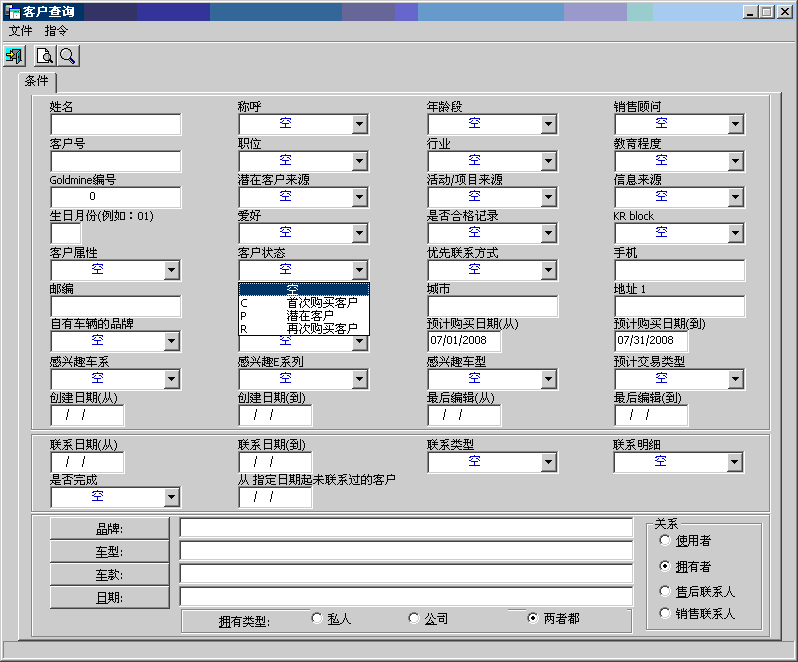 客户查询
文件 指令
条件
姓名 称呼 年龄段 销售顾问
空 空 空
客户号 职位 行业 教育程度
空 空 空
Goldmine编号 潜在客户来源 活动/项目来源 信息来源
0 空 空 空
生日月份(例如：01) 爱好 是否合格记录 KR block
空 空 空
客户属性 客户状态 优先联系方式 手机
空 空 空
邮编 城市 地址 1
空
C 首次购买客户
P 潜在客户
R 再次购买客户
自有车辆的品牌 预计购买日期(从) 预计购买日期(到)
空 空 07/01/2008 07/31/2008
感兴趣车系 感兴趣E系列 感兴趣车型 预计交易类型
空 空 空 空
创建日期(从) 创建日期(到) 最后编辑(从) 最后编辑(到)
/ / / / / / / /
联系日期(从) 联系日期(到) 联系类型 联系明细
/ / / / 空 空
是否完成 从 指定日期起未联系过的客户
空 / /
品牌:
车型:
车款:
日期:
拥有类型: 私人 公司 两者都
关系
使用者
拥有者
售后联系人
销售联系人